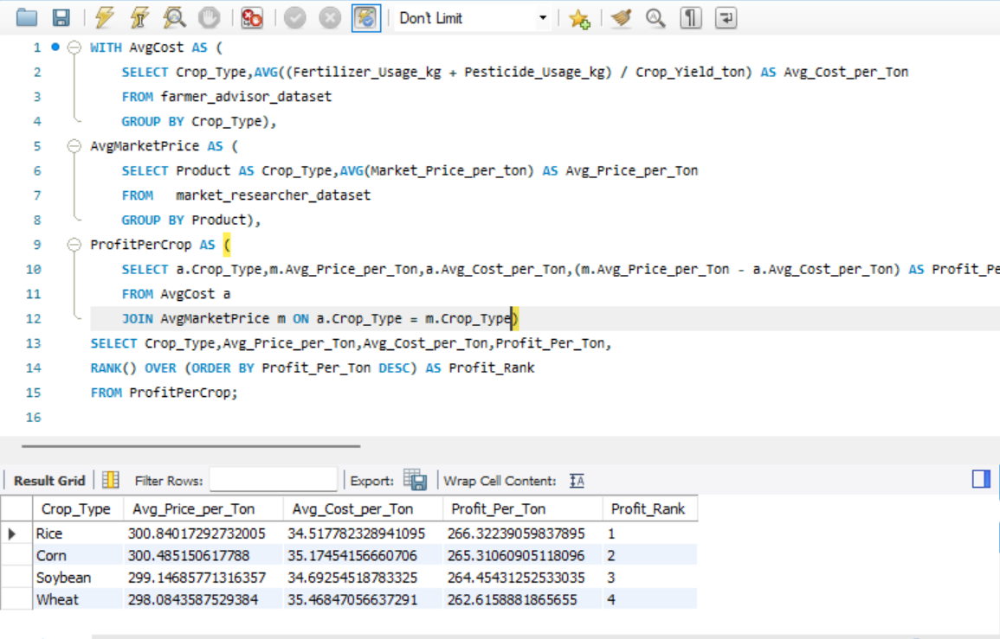 Don't Limit
1 WITH AvgCost AS (
2 SELECT Crop_Type,AVG((Fertilizer_Usage_kg + Pesticide_Usage_kg) / Crop_Yield_ton) AS Avg_Cost_per_Ton
3 FROM farmer_advisor_dataset
4 GROUP BY Crop_Type),
5 AvgMarketPrice AS (
6 SELECT Product AS Crop_Type,AVG(Market_Price_per_ton) AS Avg_Price_per_Ton
7 FROM market_researcher_dataset
8 GROUP BY Product),
9 ProfitPerCrop AS (
10 SELECT a.Crop_Type,m.Avg_Price_per_Ton,a.Avg_Cost_per_Ton,(m.Avg_Price_per_Ton - a.Avg_Cost_per_Ton) AS Profit_Pe
11 FROM AvgCost a
12 JOIN AvgMarketPrice m ON a.Crop_Type = m.Crop_Type)
13 SELECT Crop_Type,Avg_Price_per_Ton,Avg_Cost_per_Ton,Profit_Per_Ton,
14 RANK() OVER (ORDER BY Profit_Per_Ton DESC) AS Profit_Rank
15 FROM ProfitPerCrop;
16
Result Grid Filter Rows: Export: Wrap Cell Content:
Crop_Type Avg_Price_per_Ton Avg_Cost_per_Ton Profit_Per_Ton Profit_Rank
Rice 300.84017292732005 34.517782328941095 266.32239059837895 1
Corn 300.485150617788 35.17454156660706 265.31060905118096 2
Soybean 299.14685771316357 34.69254518783325 264.45431252533035 3
Wheat 298.0843587529384 35.46847056637291 262.6158881865655 4